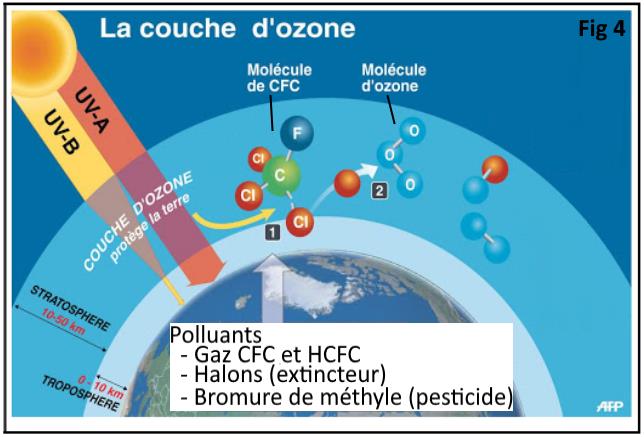 La couche d'ozone
Fig 4
Molécule
de CFC
Molécule
d'ozone
UV-A
UV-B
F
Cl
C
Cl
Cl
O
O
O
1
2
COUCHE D'OZONE
protège la terre
STRATOSPHERE
10-50 km
0 - 10 km
TROPOSPHERE
Polluants
- Gaz CFC et HCFC
- Halons (extincteur)
- Bromure de méthyle (pesticide)
AFP